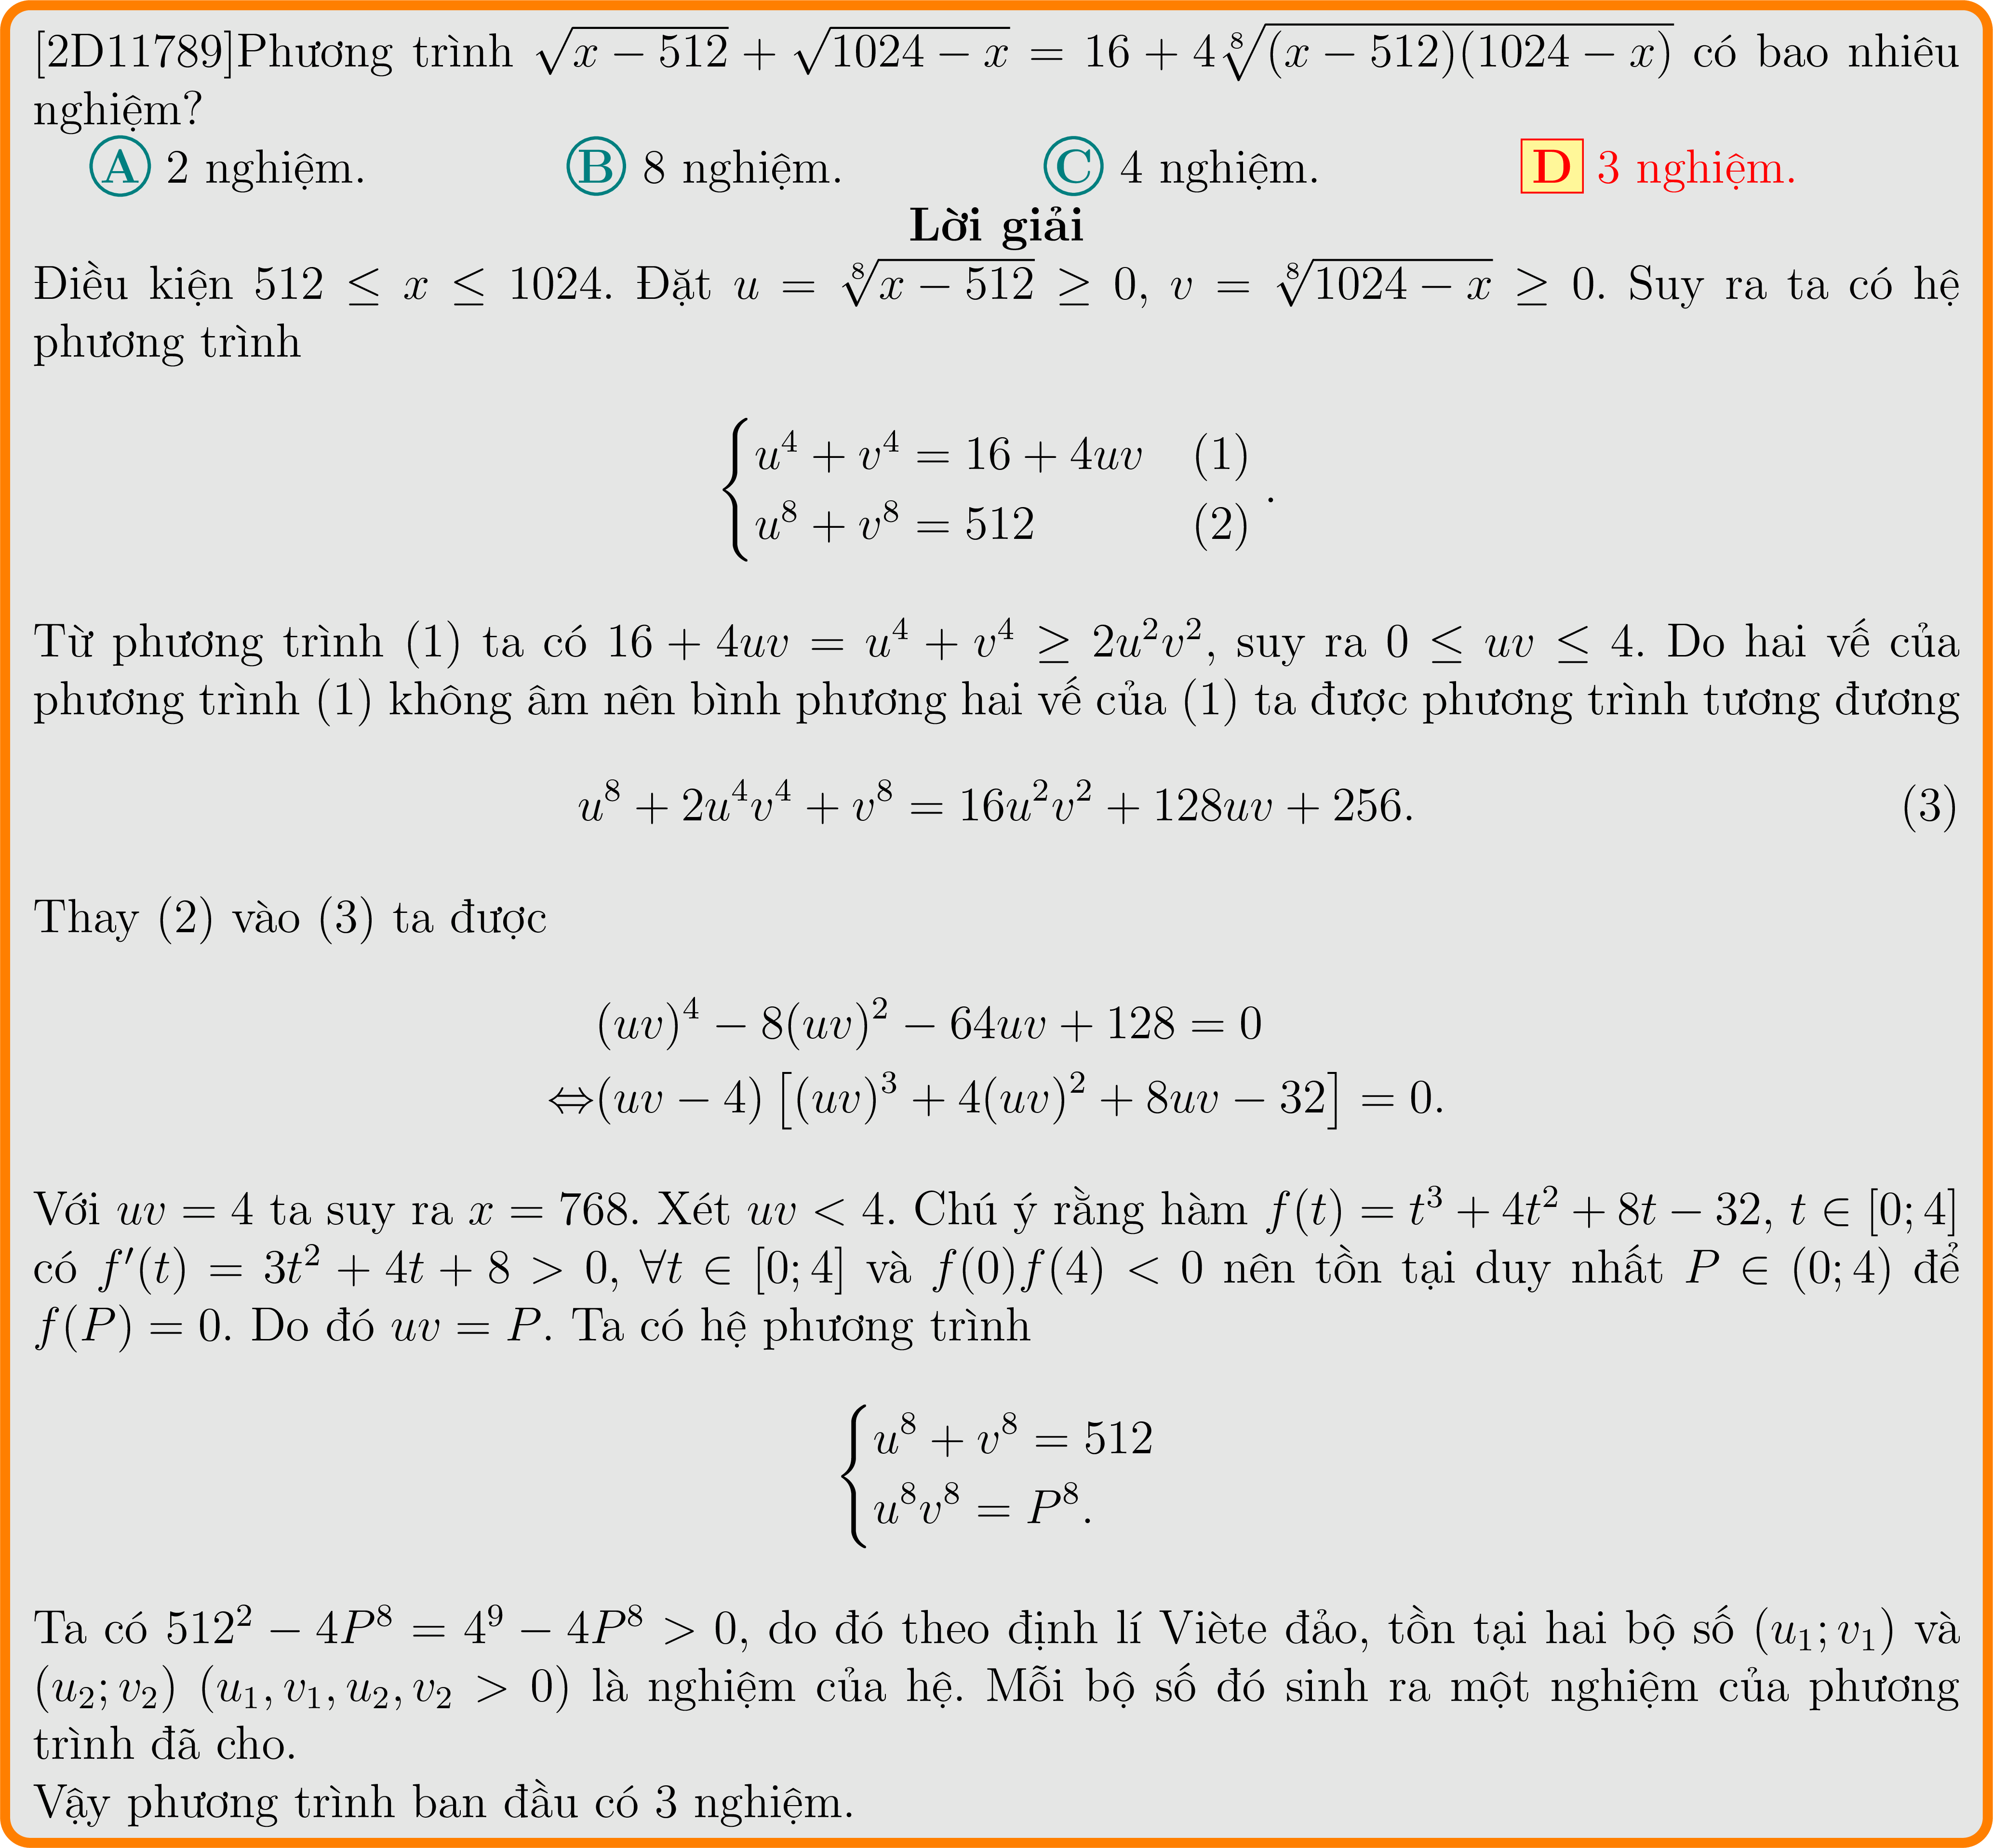 [2D11789]Phương trình $\sqrt{x-512}+\sqrt{1024-x}=16+4\sqrt[8]{(x-512)(1024-x)}$ có bao nhiêu
nghiệm?
Ⓐ 2 nghiệm. Ⓑ 8 nghiệm. Ⓒ 4 nghiệm. D 3 nghiệm.
Lời giải
Điều kiện $512 \leq x \leq 1024$. Đặt $u=\sqrt[8]{x-512} \geq 0$, $v=\sqrt[8]{1024-x} \geq 0$. Suy ra ta có hệ
phương trình
$\begin{cases} u^4+v^4=16+4uv \quad (1) \\ u^8+v^8=512 \quad (2) \end{cases}$.
Từ phương trình (1) ta có $16+4uv=u^4+v^4 \geq 2u^2v^2$, suy ra $0 \leq uv \leq 4$. Do hai vế của
phương trình (1) không âm nên bình phương hai vế của (1) ta được phương trình tương đương
$u^8+2u^4v^4+v^8=16u^2v^2+128uv+256.$ (3)
Thay (2) vào (3) ta được
$(uv)^4-8(uv)^2-64uv+128=0$
$\Leftrightarrow (uv-4)\left[(uv)^3+4(uv)^2+8uv-32\right]=0.$
Với $uv=4$ ta suy ra $x=768$. Xét $uv<4$. Chú ý rằng hàm $f(t)=t^3+4t^2+8t-32$, $t \in [0;4]$
có $f'(t)=3t^2+4t+8>0$, $\forall t \in [0;4]$ và $f(0)f(4)<0$ nên tồn tại duy nhất $P \in (0;4)$ để
$f(P)=0$. Do đó $uv=P$. Ta có hệ phương trình
$\begin{cases} u^8+v^8=512 \\ u^8v^8=P^8. \end{cases}$
Ta có $512^2-4P^8=4^9-4P^8>0$, do đó theo định lí Viète đảo, tồn tại hai bộ số $(u_1;v_1)$ và
$(u_2;v_2)$ $(u_1,v_1,u_2,v_2>0)$ là nghiệm của hệ. Mỗi bộ số đó sinh ra một nghiệm của phương
trình đã cho.
Vậy phương trình ban đầu có 3 nghiệm.